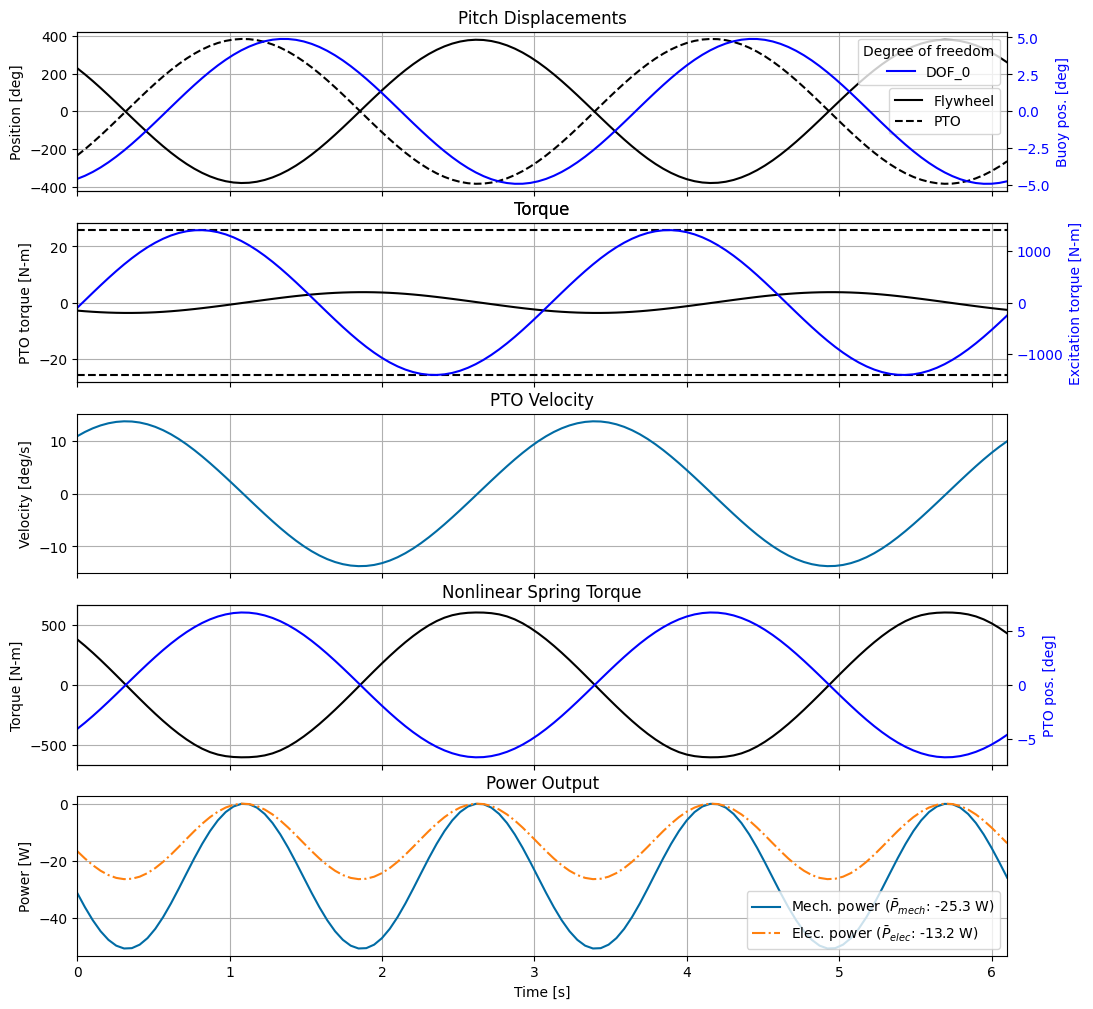 Pitch Displacements
Position [deg]
400
200
0
−200
−400
5.0
2.5
0.0
−2.5
−5.0
Buoy pos. [deg]
Degree of freedom
DOF_0
Flywheel
PTO
Torque
PTO torque [N-m]
20
0
−20
1000
0
−1000
Excitation torque [N-m]
PTO Velocity
Velocity [deg/s]
10
0
−10
Nonlinear Spring Torque
Torque [N-m]
500
0
−500
5
0
−5
PTO pos. [deg]
Power Output
Power [W]
0
−20
−40
Mech. power (P̄mech: -25.3 W)
Elec. power (P̄elec: -13.2 W)
0 1 2 3 4 5 6
Time [s]